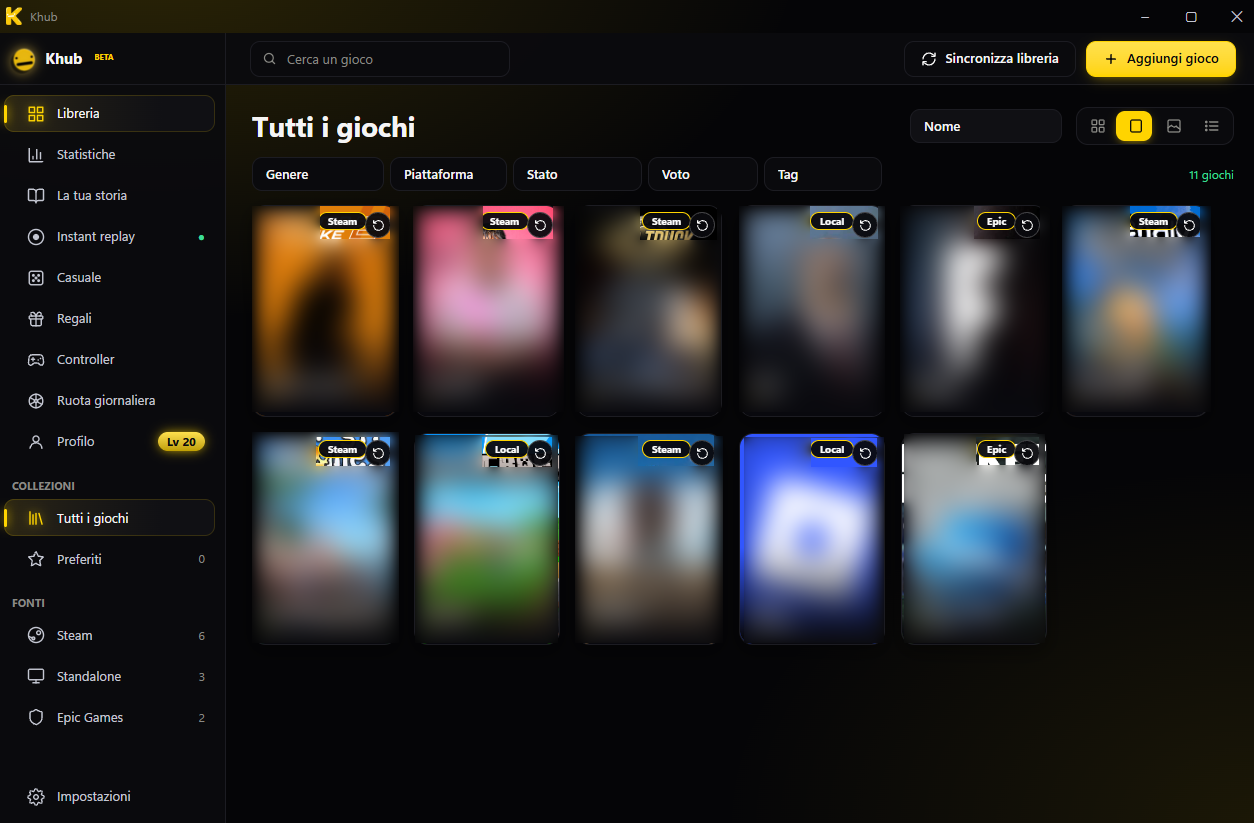 Khub
Khub BETA
Cerca un gioco
Sincronizza libreria
+ Aggiungi gioco
Libreria
Statistiche
La tua storia
Instant replay
Casuale
Regali
Controller
Ruota giornaliera
Profilo Lv 20
COLLEZIONI
Tutti i giochi
Preferiti 0
FONTI
Steam 6
Standalone 3
Epic Games 2
Impostazioni
Tutti i giochi
Nome
Genere Piattaforma Stato Voto Tag
11 giochi
Steam Steam Steam Local Epic Steam
Steam Local Steam Local Epic